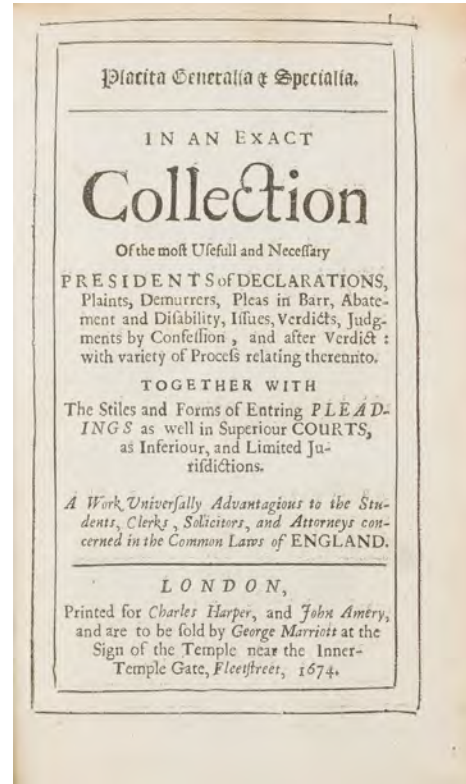 Placita Generalia & Specialia.
IN AN EXACT
Collection
Of the moſt Uſefull and Neceſſary
PRESIDENTS of DECLARATIONS,
Plaints, Demurrers, Pleas in Barr, Abate-
ment and Diſability, Iſſues, Verdicts, Judg-
ments by Confeſſion , and after Verdict :
with variety of Proceſs relating thereunto.
TOGETHER WITH
The Stiles and Forms of Entring PLEAD-
INGS as well in Superiour COURTS,
as Inferiour, and Limited Ju-
riſdictions.
A Work Univerſally Advantagious to the Stu-
dents, Clerks , Solicitors, and Attorneys con-
cerned in the Common Laws of ENGLAND.
LONDON,
Printed for Charles Harper, and John Amery,
and are to be ſold by George Marriott at the
Sign of the Temple near the Inner-
Temple Gate, Fleetſtreet, 1674.